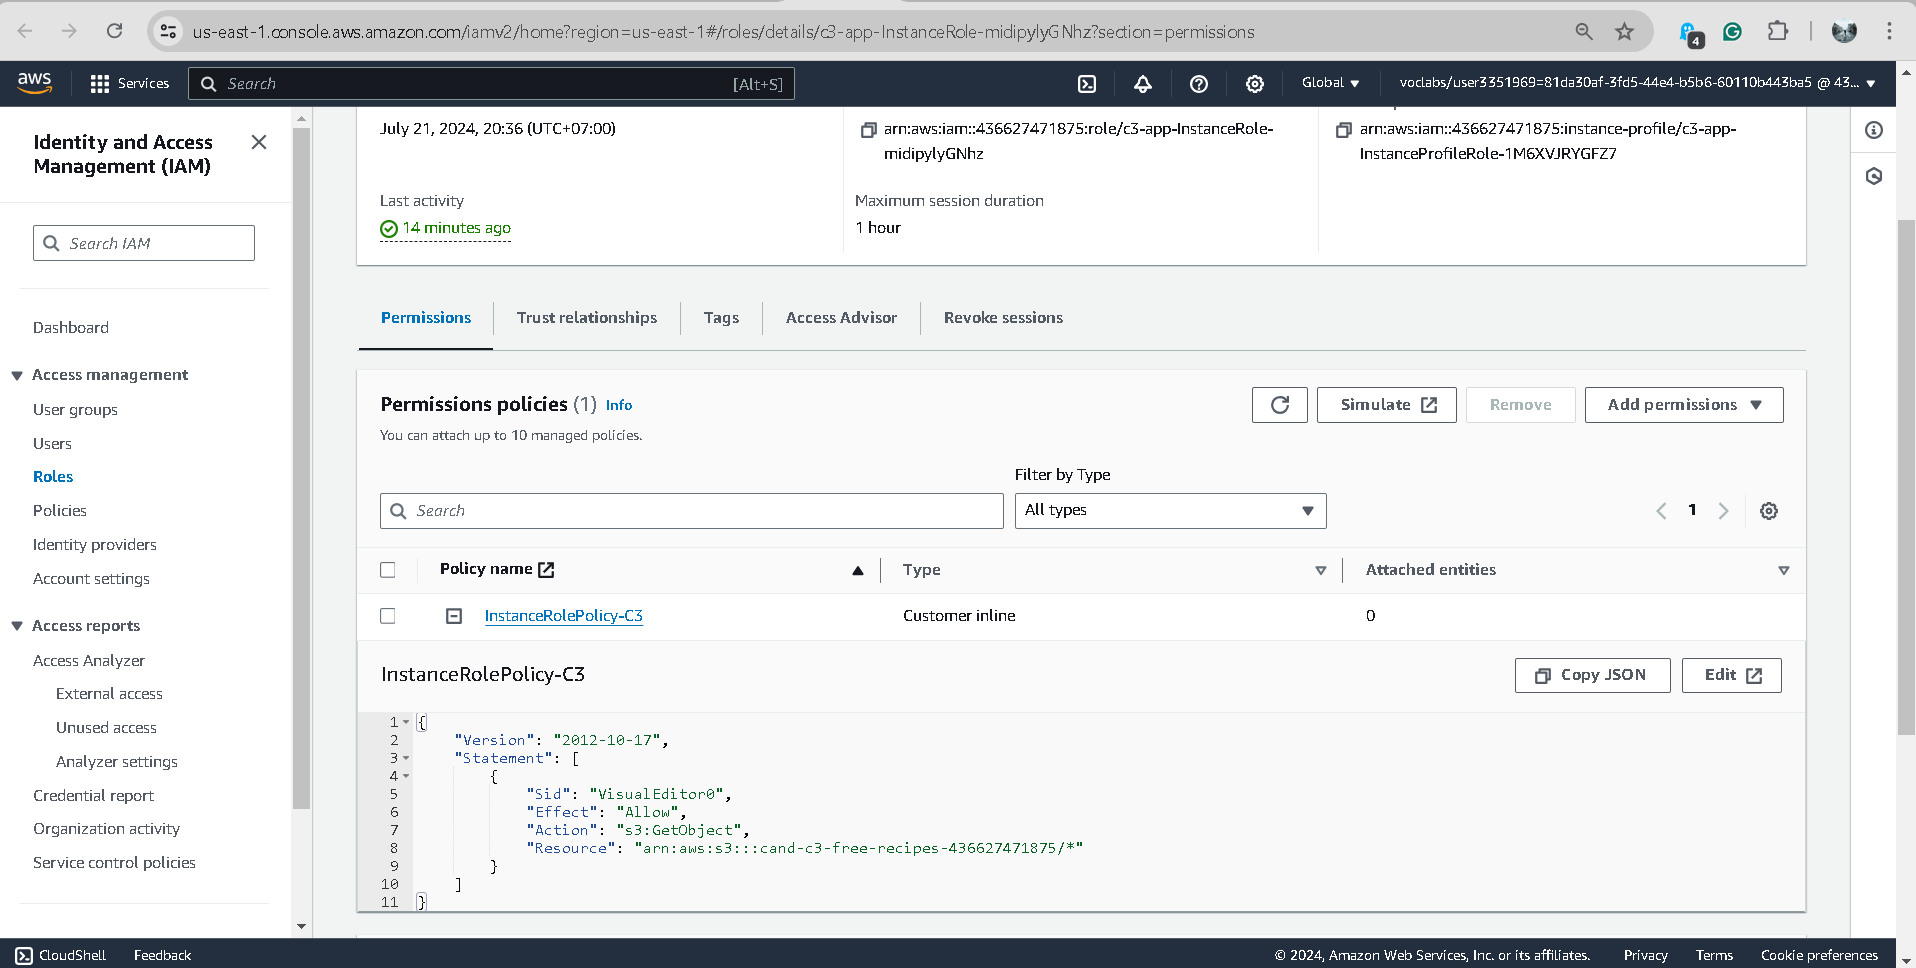 us-east-1.console.aws.amazon.com/iamv2/home?region=us-east-1#/roles/details/c3-app-InstanceRole-midipylyGNhz?section=permissions
4
aws
Services
Search
[Alt+S]
Global
voclabs/user3351969=81da30af-3fd5-44e4-b5b6-60110b443ba5 @ 43...
Identity and Access
Management (IAM)
Search IAM
Dashboard
Access management
User groups
Users
Roles
Policies
Identity providers
Account settings
Access reports
Access Analyzer
External access
Unused access
Analyzer settings
Credential report
Organization activity
Service control policies
July 21, 2024, 20:36 (UTC+07:00)
arn:aws:iam::436627471875:role/c3-app-InstanceRole-
midipylyGNhz
arn:aws:iam::436627471875:instance-profile/c3-app-
InstanceProfileRole-1M6XVJRYGFZ7
Last activity
14 minutes ago
Maximum session duration
1 hour
Permissions
Trust relationships
Tags
Access Advisor
Revoke sessions
Permissions policies (1) Info
You can attach up to 10 managed policies.
Simulate
Remove
Add permissions
Filter by Type
Search
All types
1
Policy name
Type
Attached entities
InstanceRolePolicy-C3
Customer inline
0
InstanceRolePolicy-C3
Copy JSON
Edit
1 {
2 "Version": "2012-10-17",
3 "Statement": [
4 {
5 "Sid": "VisualEditor0",
6 "Effect": "Allow",
7 "Action": "s3:GetObject",
8 "Resource": "arn:aws:s3:::cand-c3-free-recipes-436627471875/*"
9 }
10 ]
11 }
CloudShell
Feedback
© 2024, Amazon Web Services, Inc. or its affiliates.
Privacy
Terms
Cookie preferences